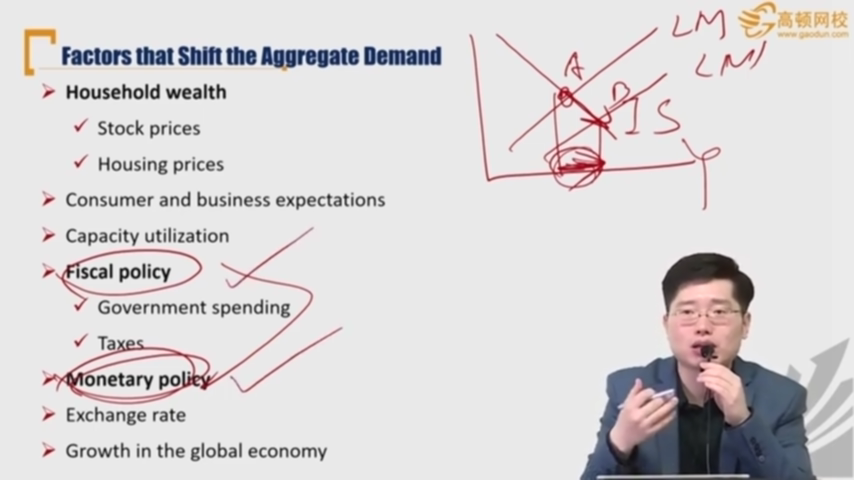 高顿网校
www.gaodun.com
Factors that Shift the Aggregate Demand
Household wealth
Stock prices
Housing prices
Consumer and business expectations
Capacity utilization
Fiscal policy
Government spending
Taxes
Monetary policy
Exchange rate
Growth in the global economy
LM
LM'
A
B
IS
Y